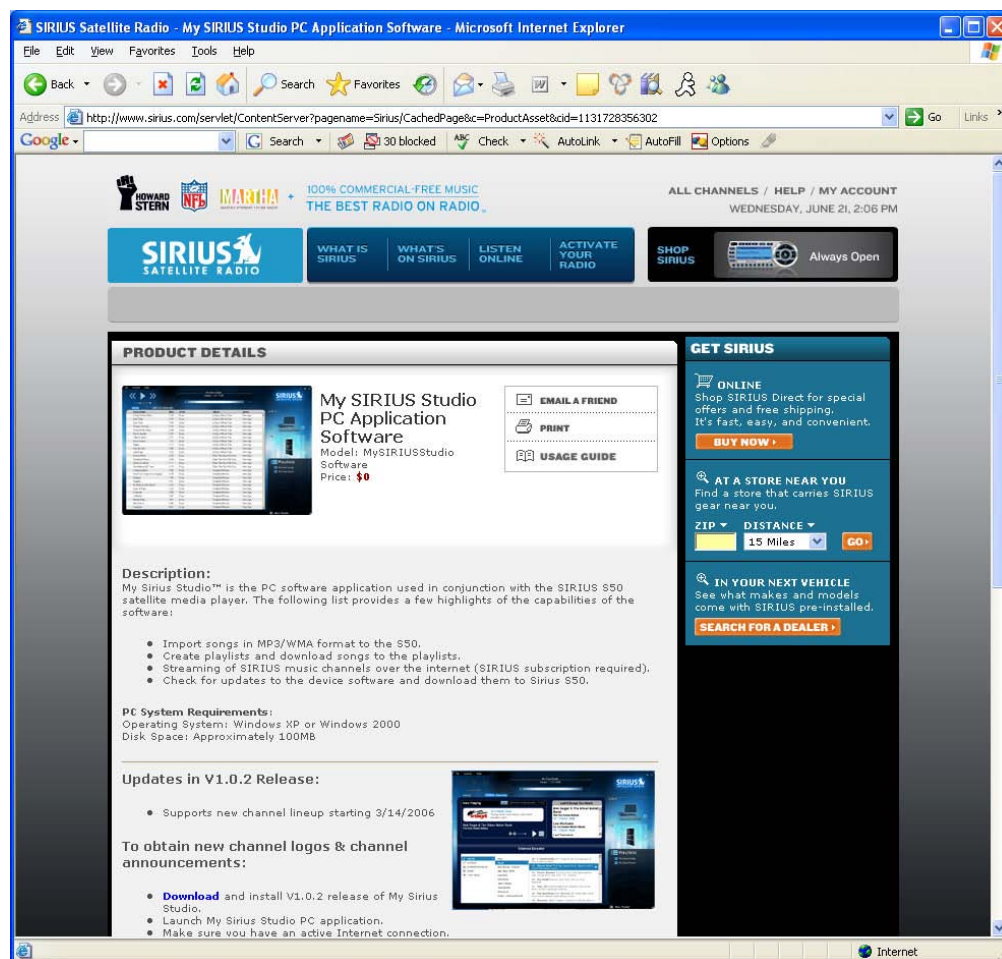 SIRIUS Satellite Radio - My SIRIUS Studio PC Application Software - Microsoft Internet Explorer
File Edit View Favorites Tools Help
Back Search Favorites
Address http://www.sirius.com/servlet/ContentServer?pagename=Sirius/CachedPage&c=ProductAsset&cid=1131728356302 Go Links
Google Search 30 blocked Check AutoLink AutoFill Options
HOWARD STERN NFL MARTHA + 100% COMMERCIAL-FREE MUSIC
THE BEST RADIO ON RADIO
ALL CHANNELS / HELP / MY ACCOUNT
WEDNESDAY, JUNE 21, 2:06 PM
SIRIUS
SATELLITE RADIO
WHAT IS
SIRIUS
WHAT'S
ON SIRIUS
LISTEN
ONLINE
ACTIVATE
YOUR
RADIO
SHOP
SIRIUS
Always Open
PRODUCT DETAILS
My SIRIUS Studio
PC Application
Software
Model: MySIRIUSStudio
Software
Price: $0
EMAIL A FRIEND
PRINT
USAGE GUIDE
Description:
My Sirius Studio™ is the PC software application used in conjunction with the SIRIUS S50
satellite media player. The following list provides a few highlights of the capabilities of the
software:
• Import songs in MP3/WMA format to the S50.
• Create playlists and download songs to the playlists.
• Streaming of SIRIUS music channels over the internet (SIRIUS subscription required).
• Check for updates to the device software and download them to Sirius S50.
PC System Requirements:
Operating System: Windows XP or Windows 2000
Disk Space: Approximately 100MB
Updates in V1.0.2 Release:
• Supports new channel lineup starting 3/14/2006
To obtain new channel logos & channel
announcements:
• Download and install V1.0.2 release of My Sirius
Studio.
• Launch My Sirius Studio PC application.
• Make sure you have an active Internet connection.
GET SIRIUS
ONLINE
Shop SIRIUS Direct for special
offers and free shipping.
It's fast, easy, and convenient.
BUY NOW
AT A STORE NEAR YOU
Find a store that carries SIRIUS
gear near you.
ZIP DISTANCE
15 Miles GO
IN YOUR NEXT VEHICLE
See what makes and models
come with SIRIUS pre-installed.
SEARCH FOR A DEALER
Internet